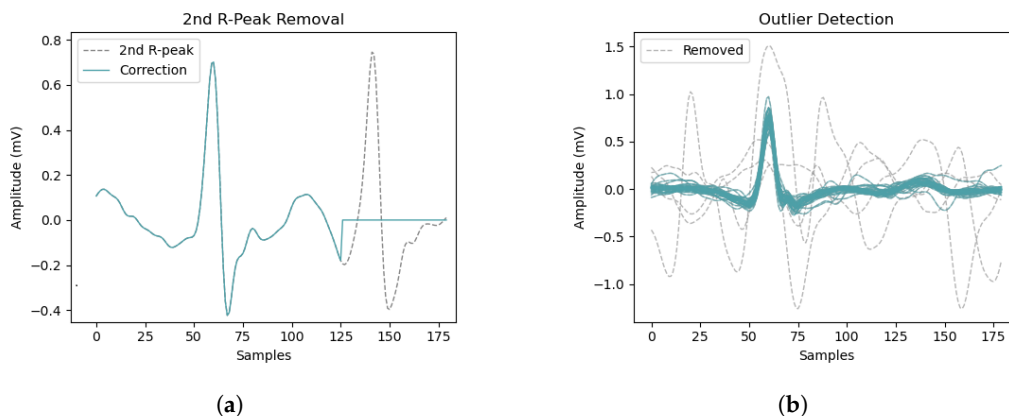 2nd R-Peak Removal
0.8
0.6
0.4
0.2
0.0
−0.2
−0.4
Amplitude (mV)
2nd R-peak
Correction
0 25 50 75 100 125 150 175
Samples
(a)
Outlier Detection
1.5
1.0
0.5
0.0
−0.5
−1.0
Amplitude (mV)
Removed
0 25 50 75 100 125 150 175
Samples
(b)